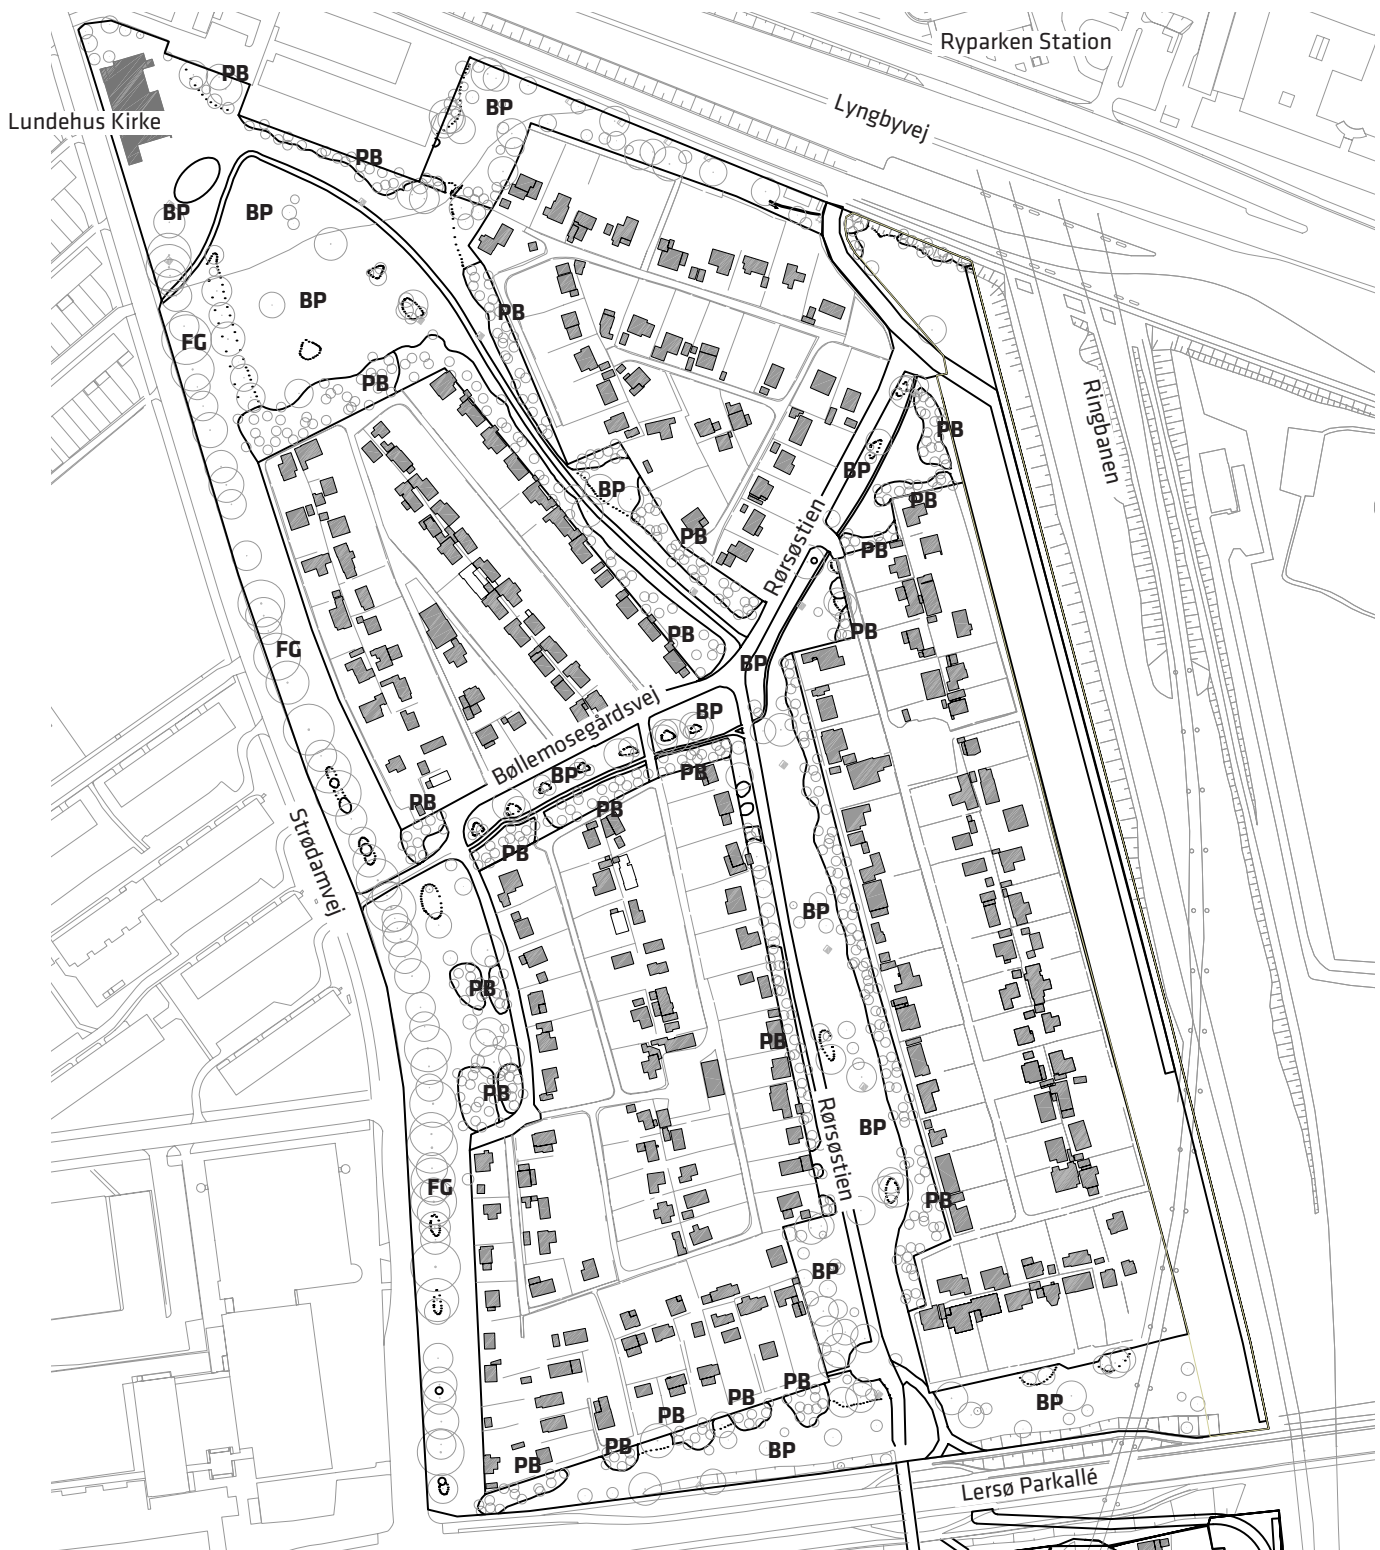 Ryparken Station
PB
BP
Lyngbyvej
Lundehus Kirke
PB
BP
BP
BP
PB
FG
PB
Ringbanen
PB
BP
BP
PB
PB
Rørsøstien
PB
PB
PB
FG
BP
Bøllemosegårdsvej
BP
PB
BP
PB
PB
Strødamvej
PB
BP
PB
PB
PB
BP
Rørsøstien
FG
PB
BP
PB
PB
BP
PB
PB
BP
PB
Lersø Parkallé